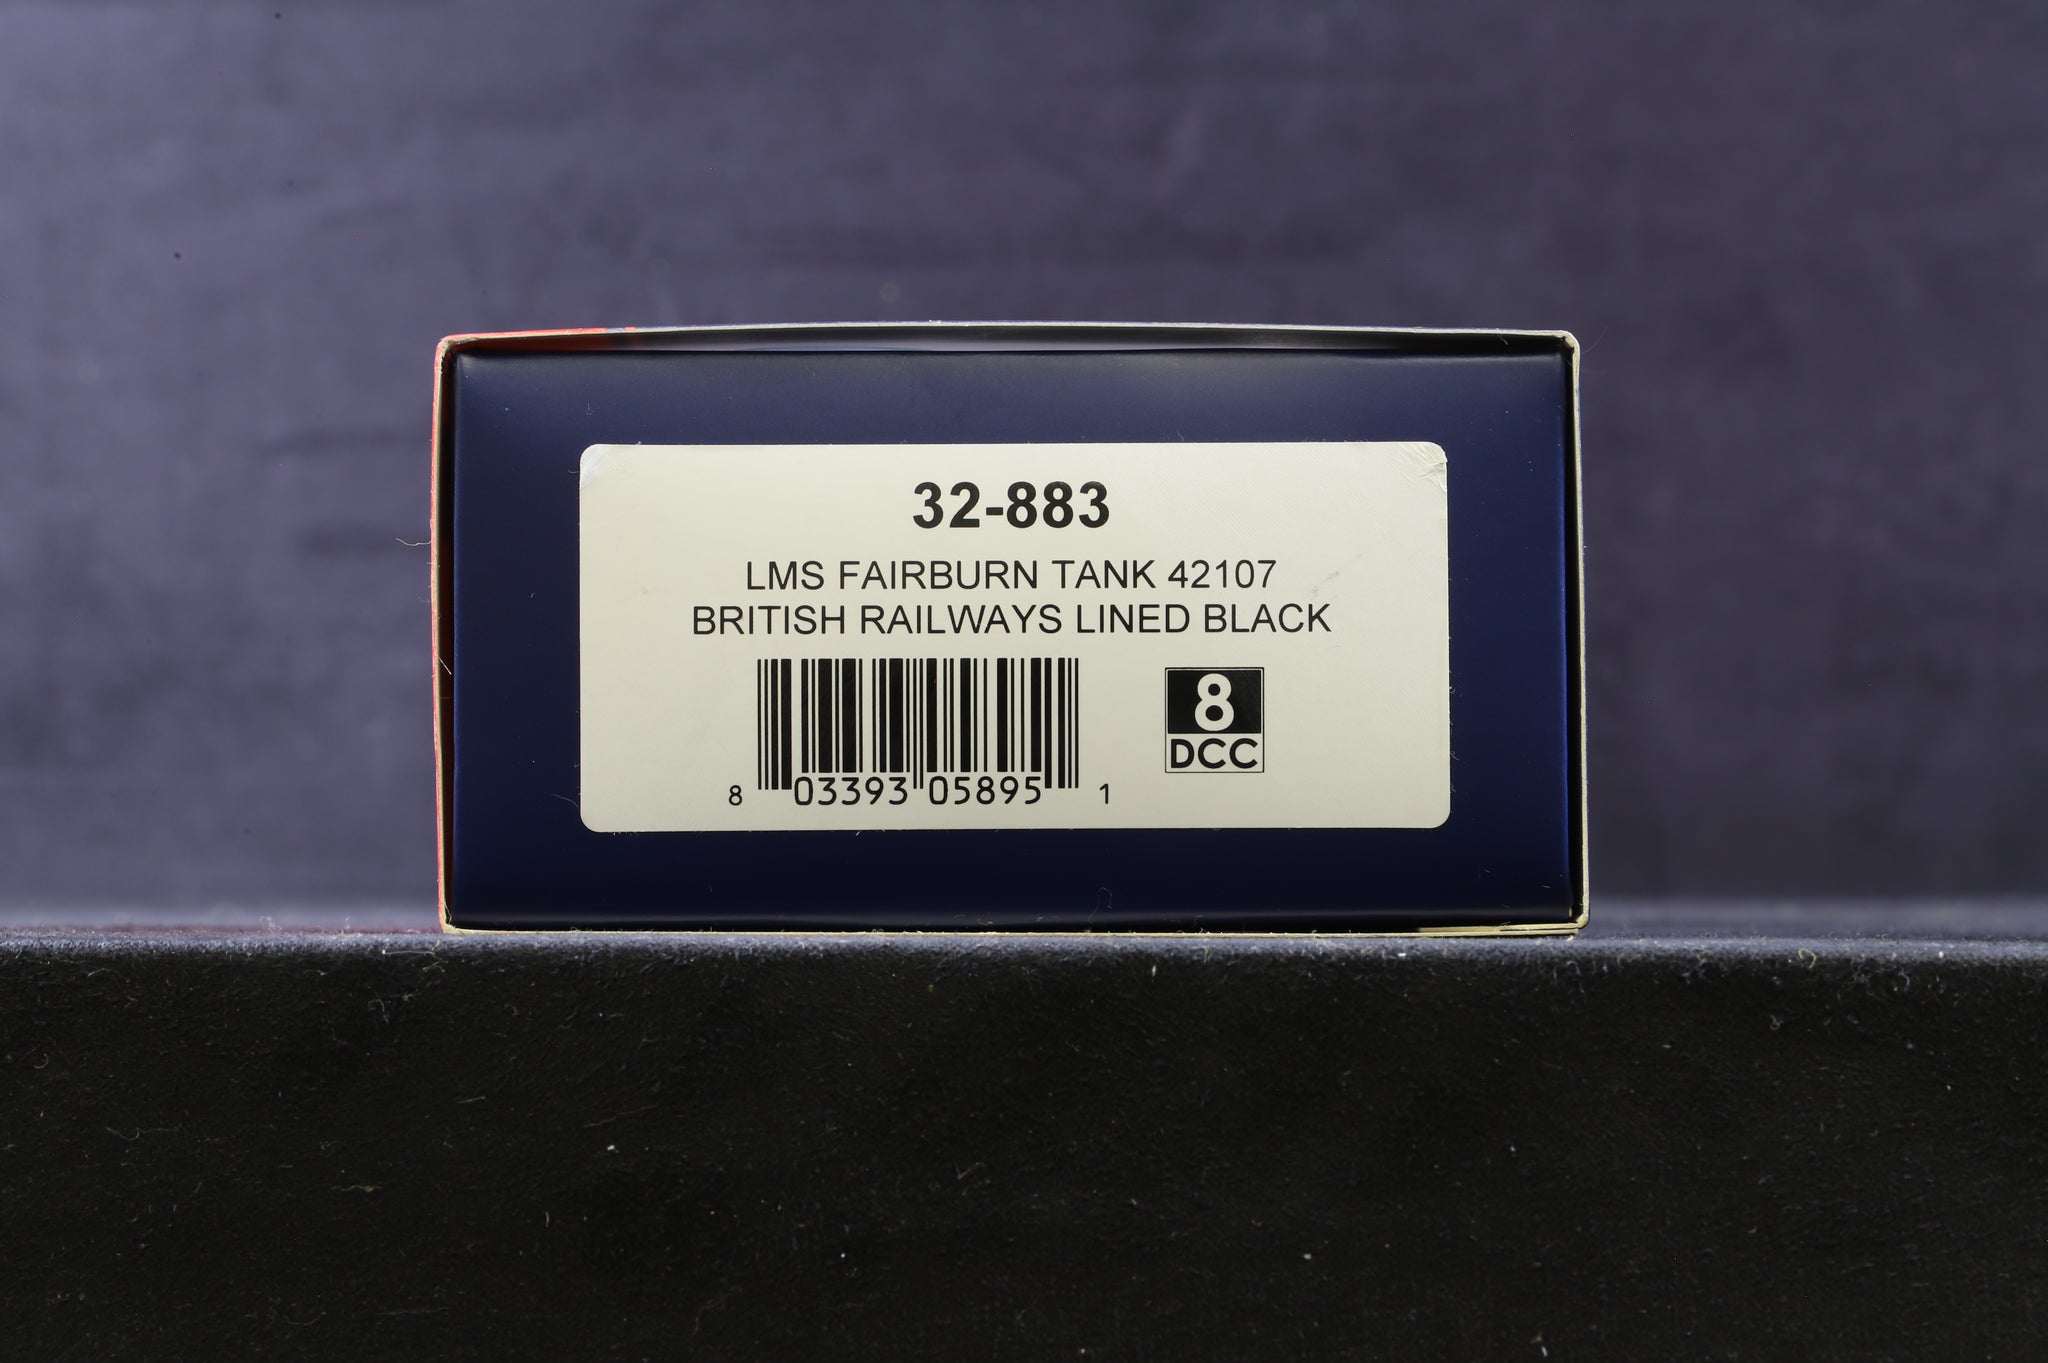 32-883
LMS FAIRBURN TANK 42107
BRITISH RAILWAYS LINED BLACK
8 03393 05895 1
8
DCC